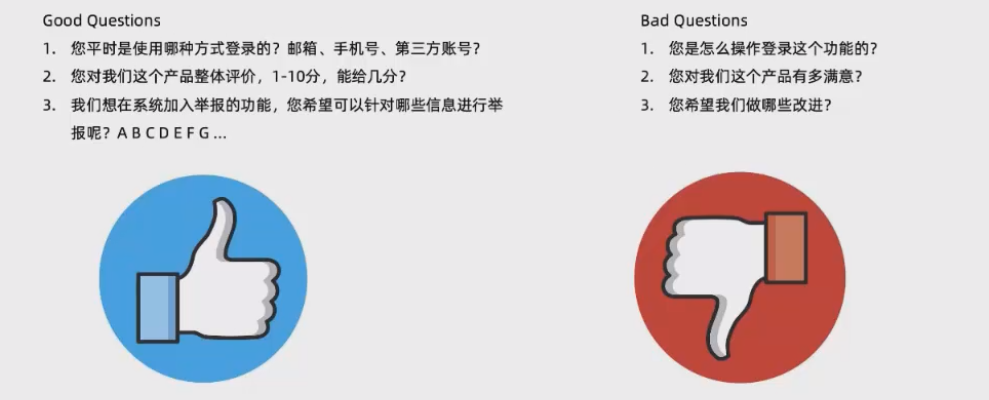 Good Questions
1. 您平时是使用哪种方式登录的？邮箱、手机号、第三方账号？
2. 您对我们这个产品整体评价，1-10分，能给几分？
3. 我们想在系统加入举报的功能，您希望可以针对哪些信息进行举
报呢？A B C D E F G ...
Bad Questions
1. 您是怎么操作登录这个功能的？
2. 您对我们这个产品有多满意？
3. 您希望我们做哪些改进？